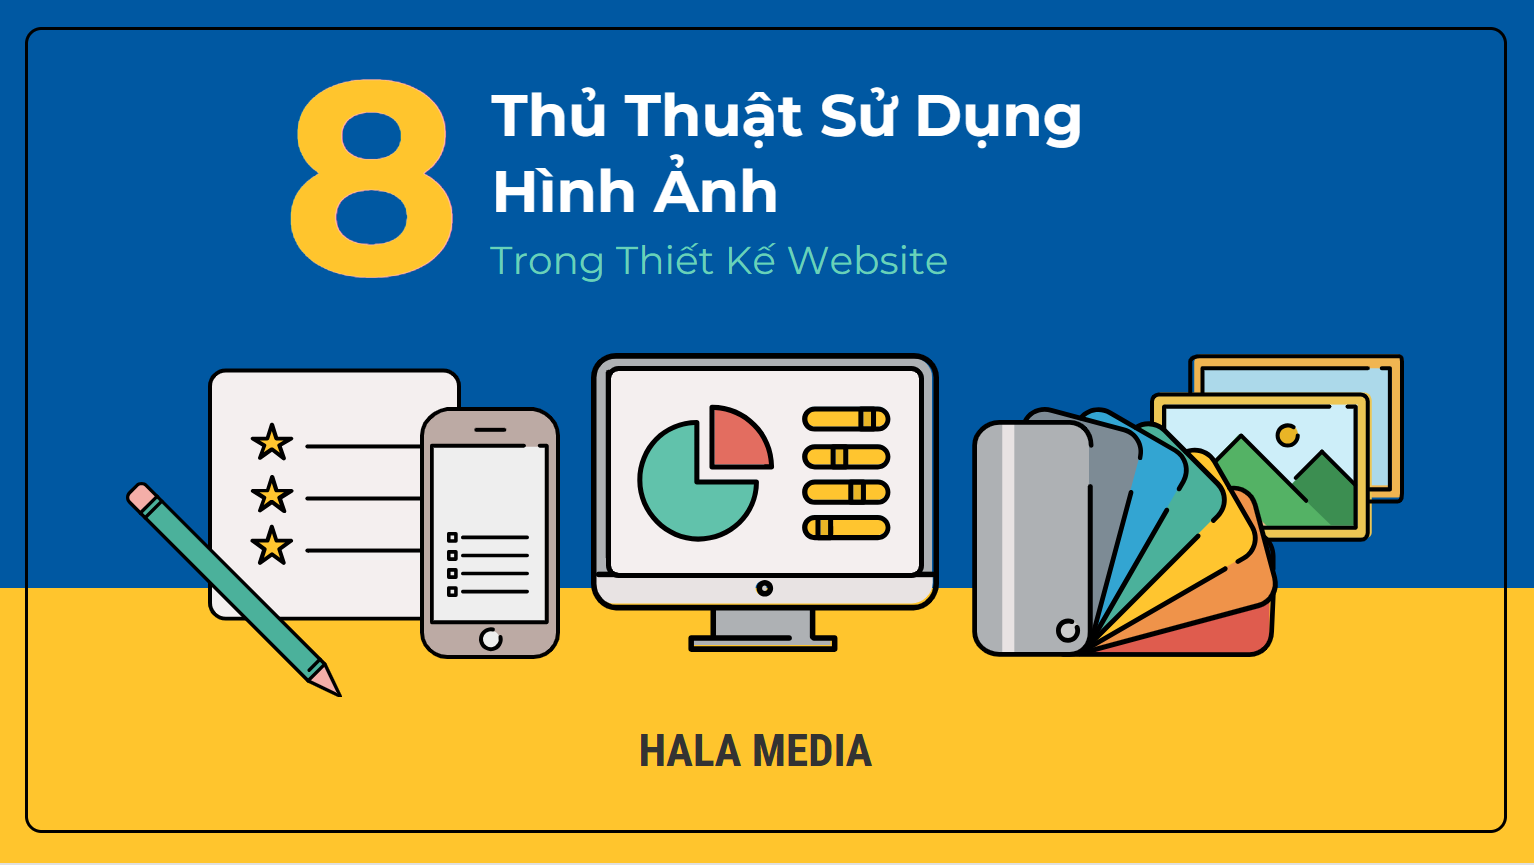 8
Thủ Thuật Sử Dụng
Hình Ảnh
Trong Thiết Kế Website
HALA MEDIA